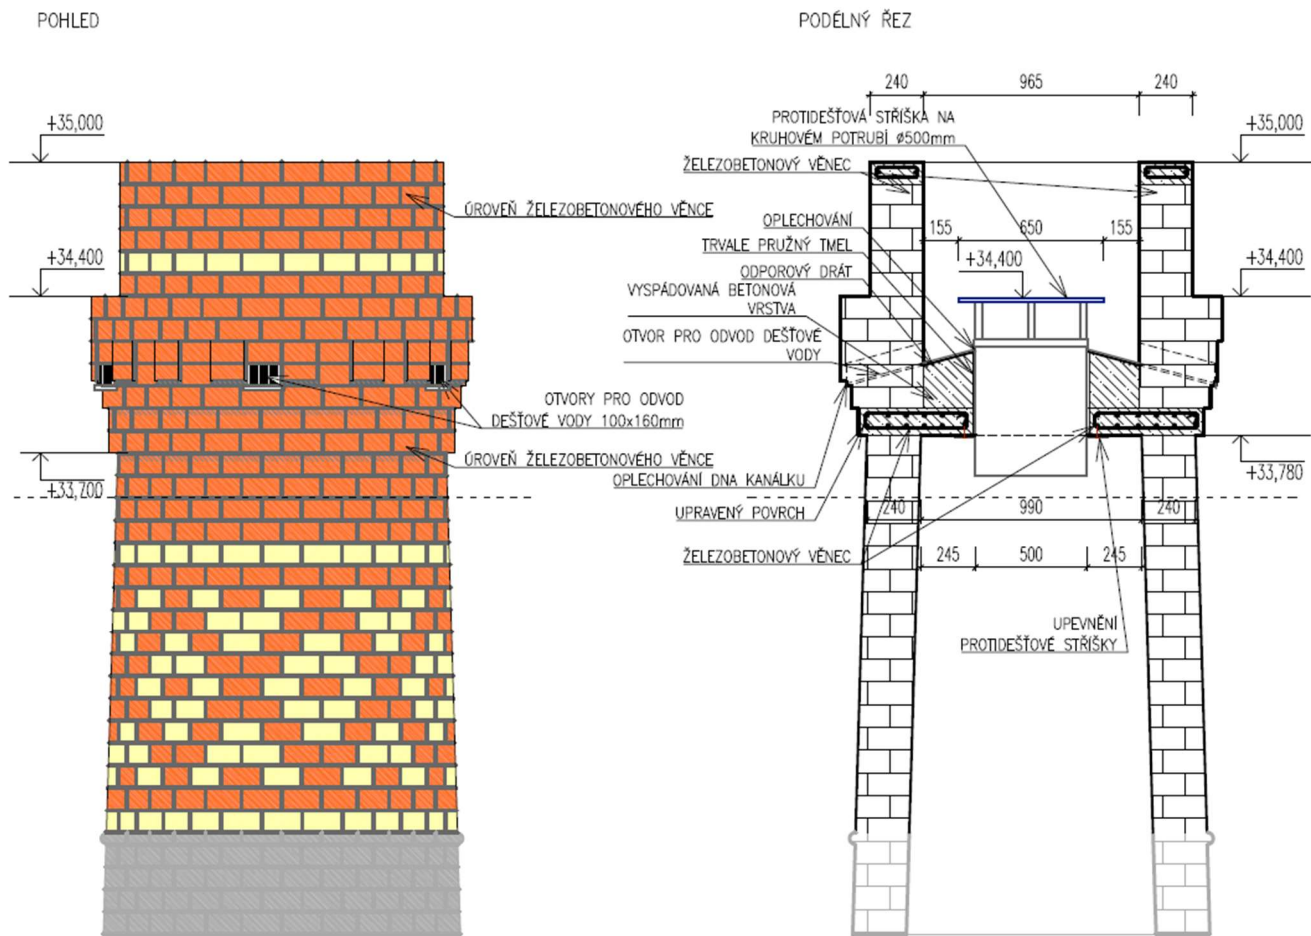 POHLED
PODÉLNÝ ŘEZ
+35,000
ÚROVEŇ ŽELEZOBETONOVÉHO VĚNCE
+34,400
OTVORY PRO ODVOD
DEŠŤOVÉ VODY 100x160mm
ÚROVEŇ ŽELEZOBETONOVÉHO VĚNCE
+33,700
240
965
240
PROTIDEŠŤOVÁ STŘÍŠKA NA
KRUHOVÉM POTRUBÍ ø500mm
ŽELEZOBETONOVÝ VĚNEC
+35,000
OPLECHOVÁNÍ
155
650
155
TRVALE PRUŽNÝ TMEL
ODPOROVÝ DRÁT
+34,400
+34,400
VYSPÁDOVANÁ BETONOVÁ
VRSTVA
OTVOR PRO ODVOD DEŠŤOVÉ
VODY
OPLECHOVÁNÍ DNA KANÁLKU
+33,780
UPRAVENÝ POVRCH
240
990
240
ŽELEZOBETONOVÝ VĚNEC
245
500
245
UPEVNĚNÍ
PROTIDEŠŤOVÉ STŘÍŠKY